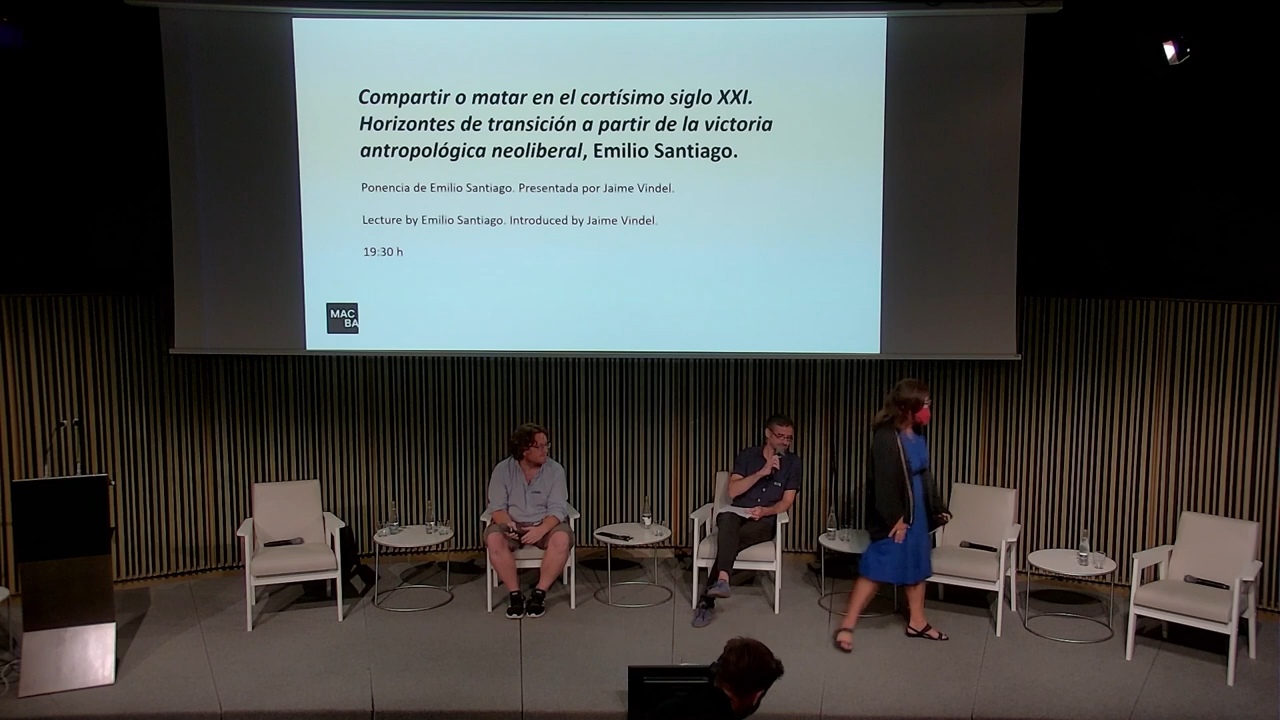 Compartir o matar en el cortísimo siglo XXI.
Horizontes de transición a partir de la victoria
antropológica neoliberal, Emilio Santiago.
Ponencia de Emilio Santiago. Presentada por Jaime Vindel.
Lecture by Emilio Santiago. Introduced by Jaime Vindel.
19:30 h
MAC
BA